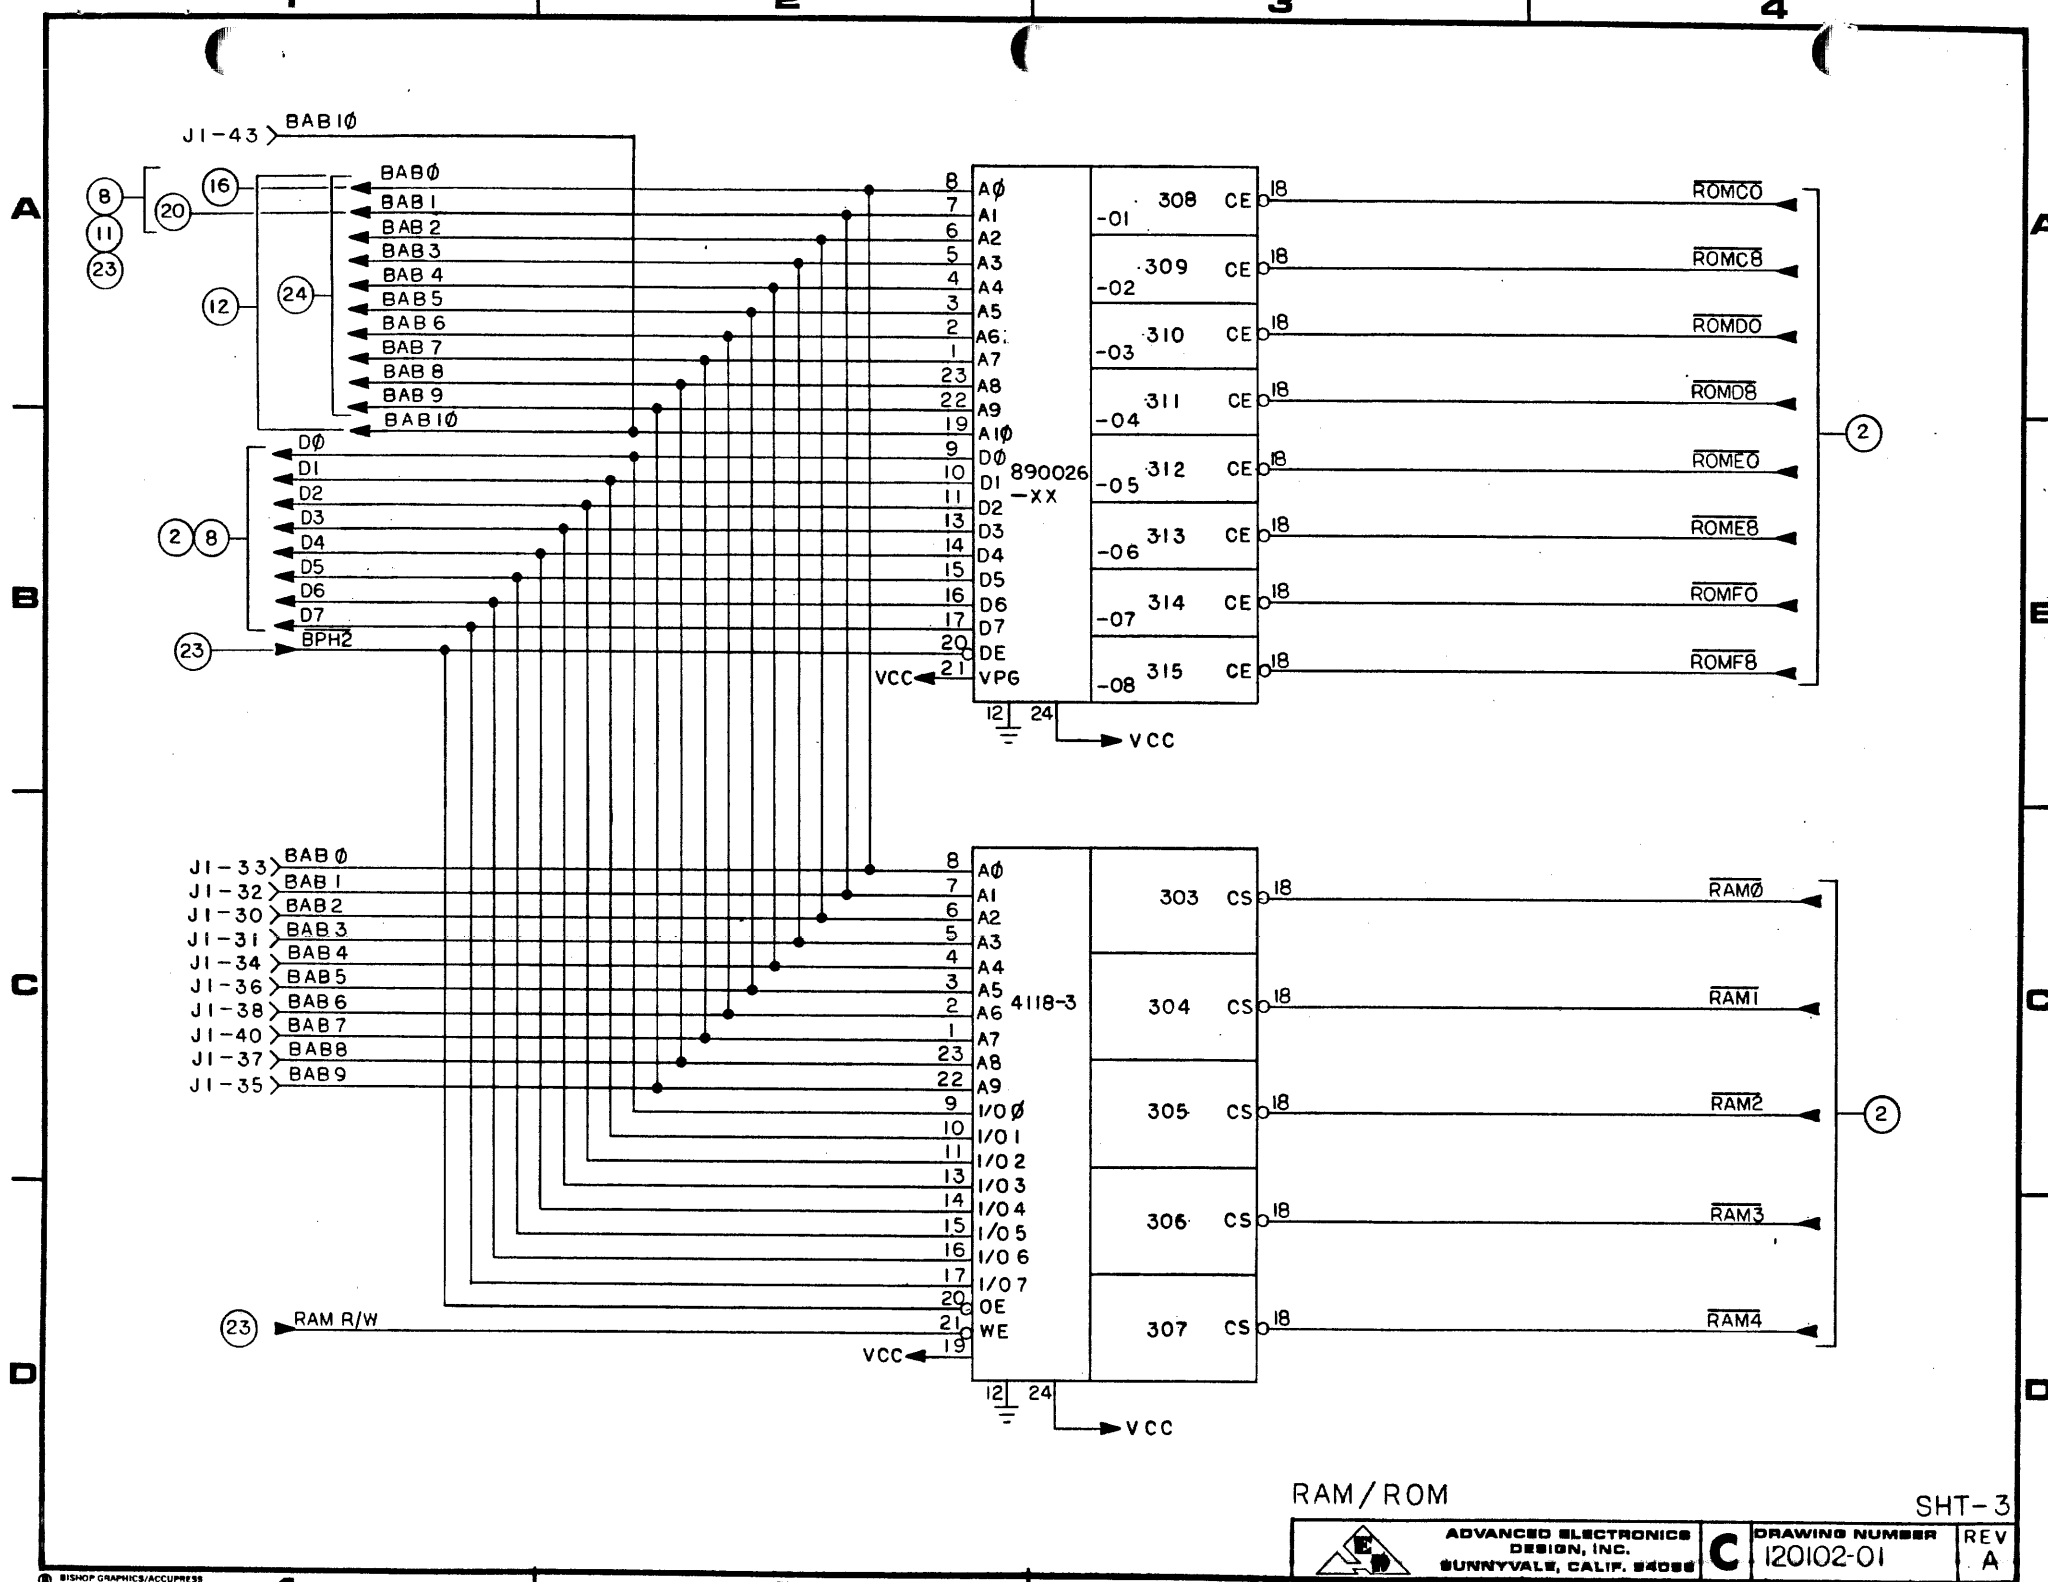 1 2 3 4
J1-43 BAB1Ø
A
8
11
23
16
20
12
24
BABØ
BAB1
BAB2
BAB3
BAB4
BAB5
BAB6
BAB7
BAB8
BAB9
BAB1Ø
8 AØ
7 A1
6 A2
5 A3
4 A4
3 A5
2 A6
1 A7
23 A8
22 A9
19 A1Ø
B
2 8
DØ
D1
D2
D3
D4
D5
D6
D7
23 BPH2
9 DØ
10 D1
11 D2
13 D3
14 D4
15 D5
16 D6
17 D7
20 DE
VCC 21 VPG
12 24
VCC
890026
-XX
-01 308 CE 18 ROMC0
-02 309 CE 18 ROMC8
-03 310 CE 18 ROMD0
-04 311 CE 18 ROMD8
-05 312 CE 18 ROME0
-06 313 CE 18 ROME8
-07 314 CE 18 ROMF0
-08 315 CE 18 ROMF8
2
A
C
J1-33 BABØ 8 AØ
J1-32 BAB1 7 A1
J1-30 BAB2 6 A2
J1-31 BAB3 5 A3
J1-34 BAB4 4 A4
J1-36 BAB5 3 A5
J1-38 BAB6 2 A6
J1-40 BAB7 1 A7
J1-37 BAB8 23 A8
J1-35 BAB9 22 A9
9 I/OØ
10 I/O1
11 I/O2
13 I/O3
14 I/O4
15 I/O5
16 I/O6
17 I/O7
20 OE
23 RAM R/W 21 WE
VCC 19
12 24
VCC
4118-3
303 CS 18 RAMØ
304 CS 18 RAM1
305 CS 18 RAM2
306 CS 18 RAM3
307 CS 18 RAM4
2
C
D
D
RAM/ROM
SHT-3
AED
ADVANCED ELECTRONICS
DESIGN, INC.
SUNNYVALE, CALIF. 94086
C
DRAWING NUMBER
120102-01
REV
A
BISHOP GRAPHICS/ACCUPRESS